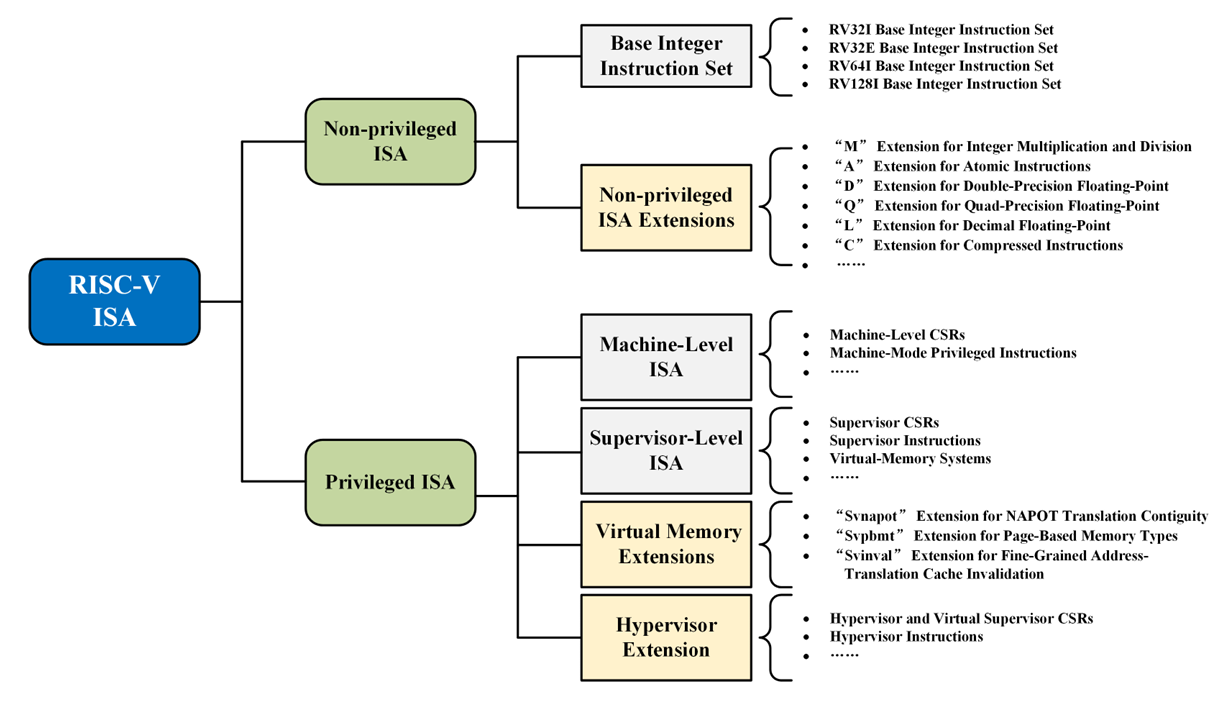 RISC-V
ISA
Non-privileged
ISA
Base Integer
Instruction Set
• RV32I Base Integer Instruction Set
• RV32E Base Integer Instruction Set
• RV64I Base Integer Instruction Set
• RV128I Base Integer Instruction Set
Non-privileged
ISA Extensions
• “M” Extension for Integer Multiplication and Division
• “A” Extension for Atomic Instructions
• “D” Extension for Double-Precision Floating-Point
• “Q” Extension for Quad-Precision Floating-Point
• “L” Extension for Decimal Floating-Point
• “C” Extension for Compressed Instructions
• ……
Privileged ISA
Machine-Level
ISA
• Machine-Level CSRs
• Machine-Mode Privileged Instructions
• ……
Supervisor-Level
ISA
• Supervisor CSRs
• Supervisor Instructions
• Virtual-Memory Systems
• ……
Virtual Memory
Extensions
• “Svnapot” Extension for NAPOT Translation Contiguity
• “Svpbmt” Extension for Page-Based Memory Types
• “Svinval” Extension for Fine-Grained Address-
Translation Cache Invalidation
Hypervisor
Extension
• Hypervisor and Virtual Supervisor CSRs
• Hypervisor Instructions
• ……